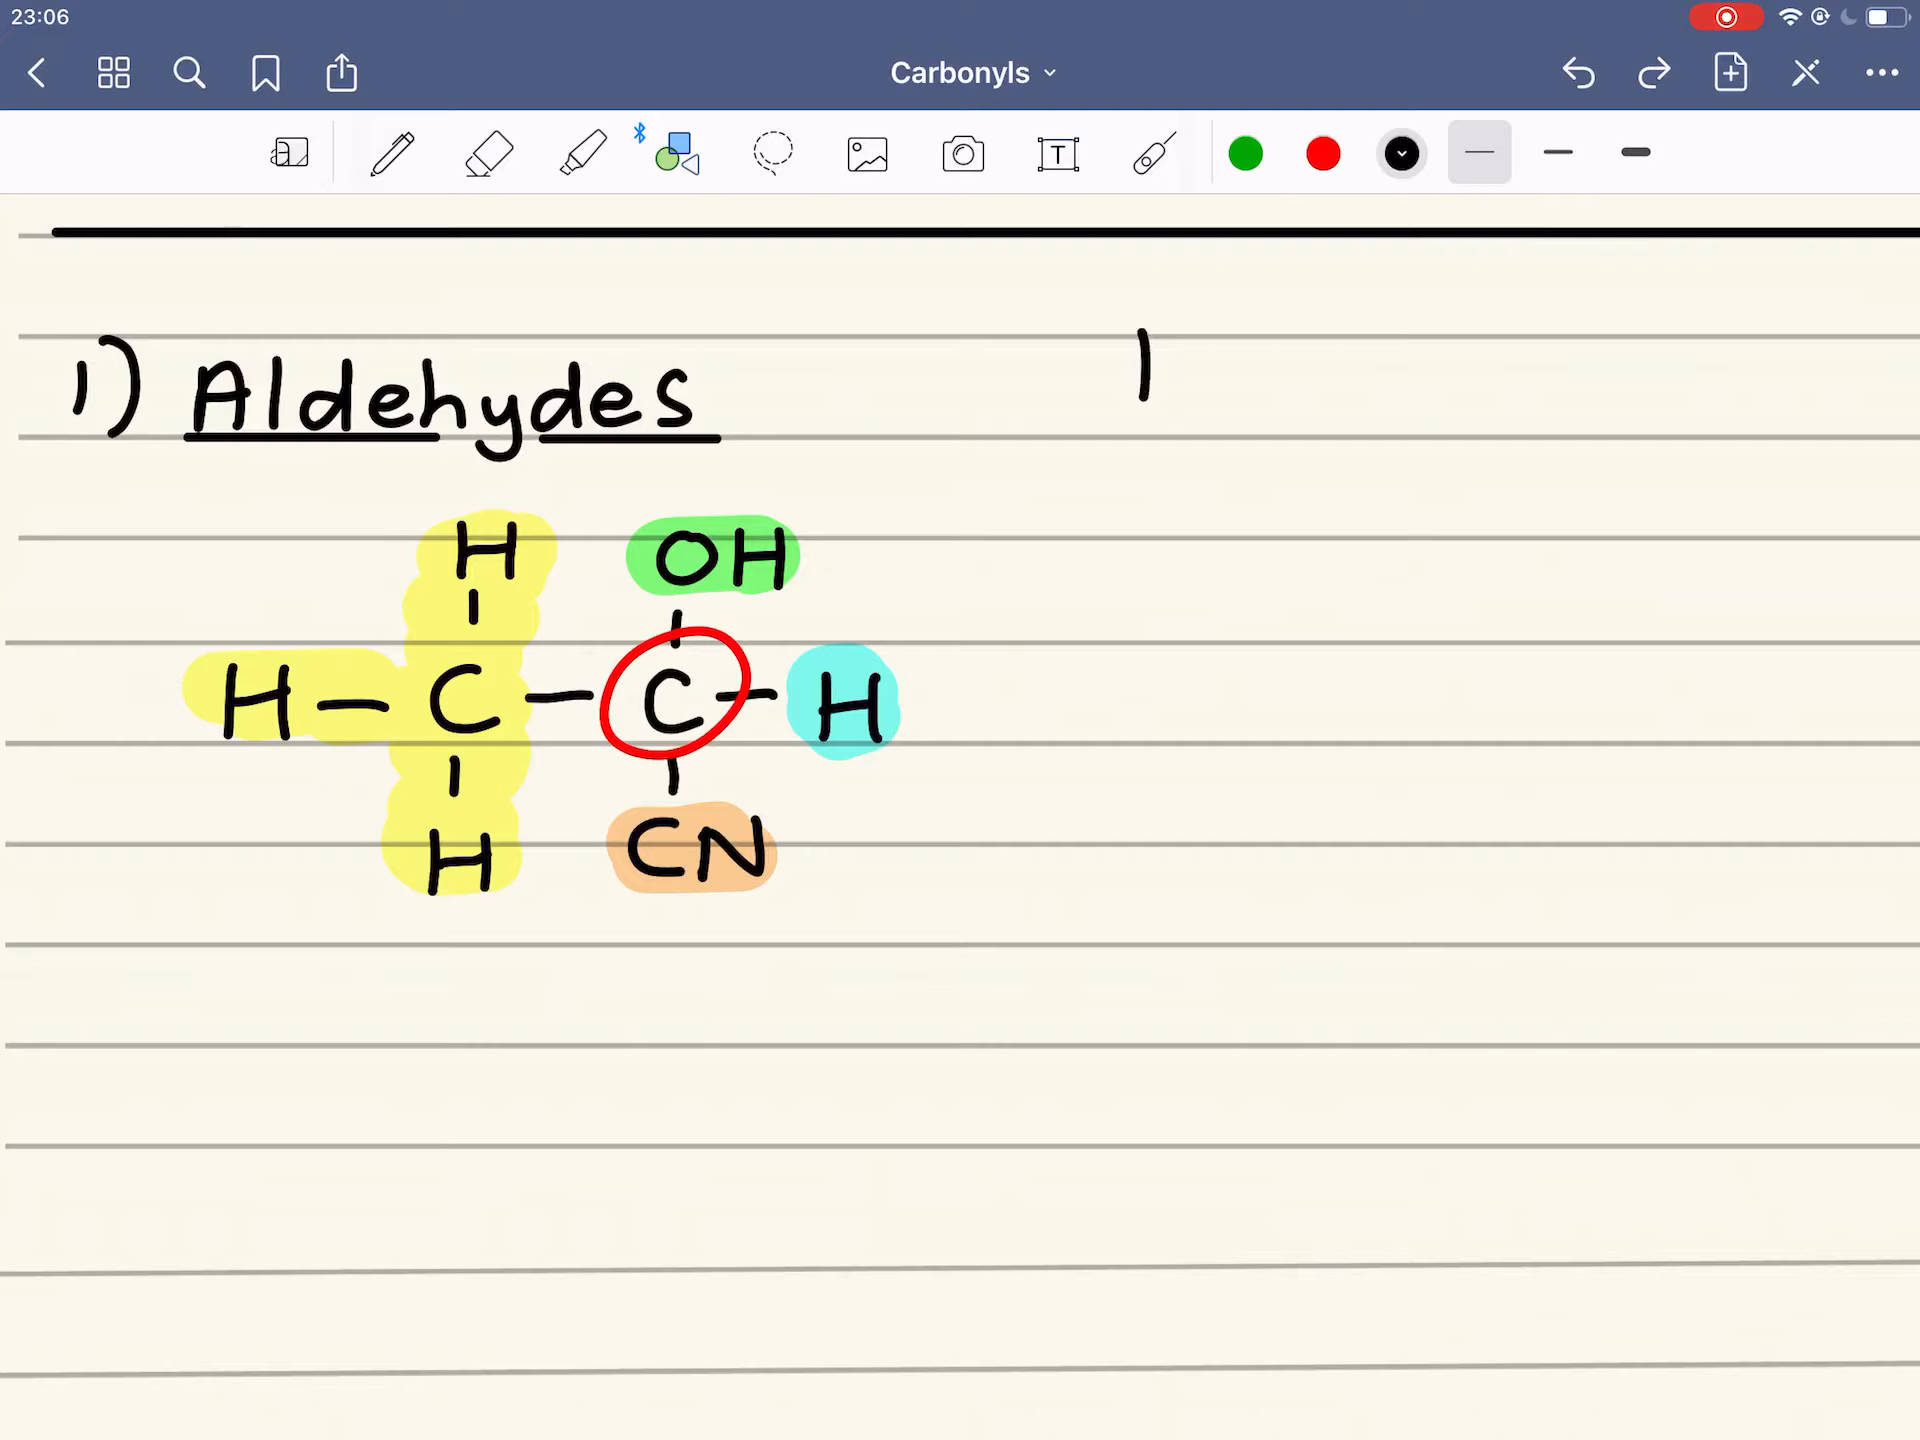 23:06
Carbonyls
a
T
1) Aldehydes
H OH
H - C - C - H
H CN